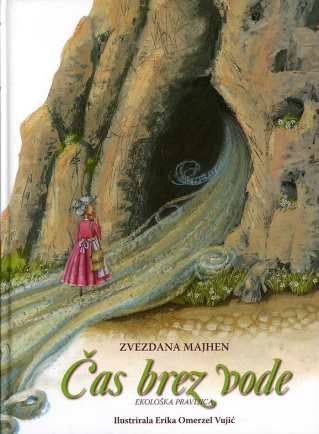 ZVEZDANA MAJHEN
Čas brez vode
EKOLOŠKA PRAVLJICA
Ilustrirala Erika Omerzel Vujić